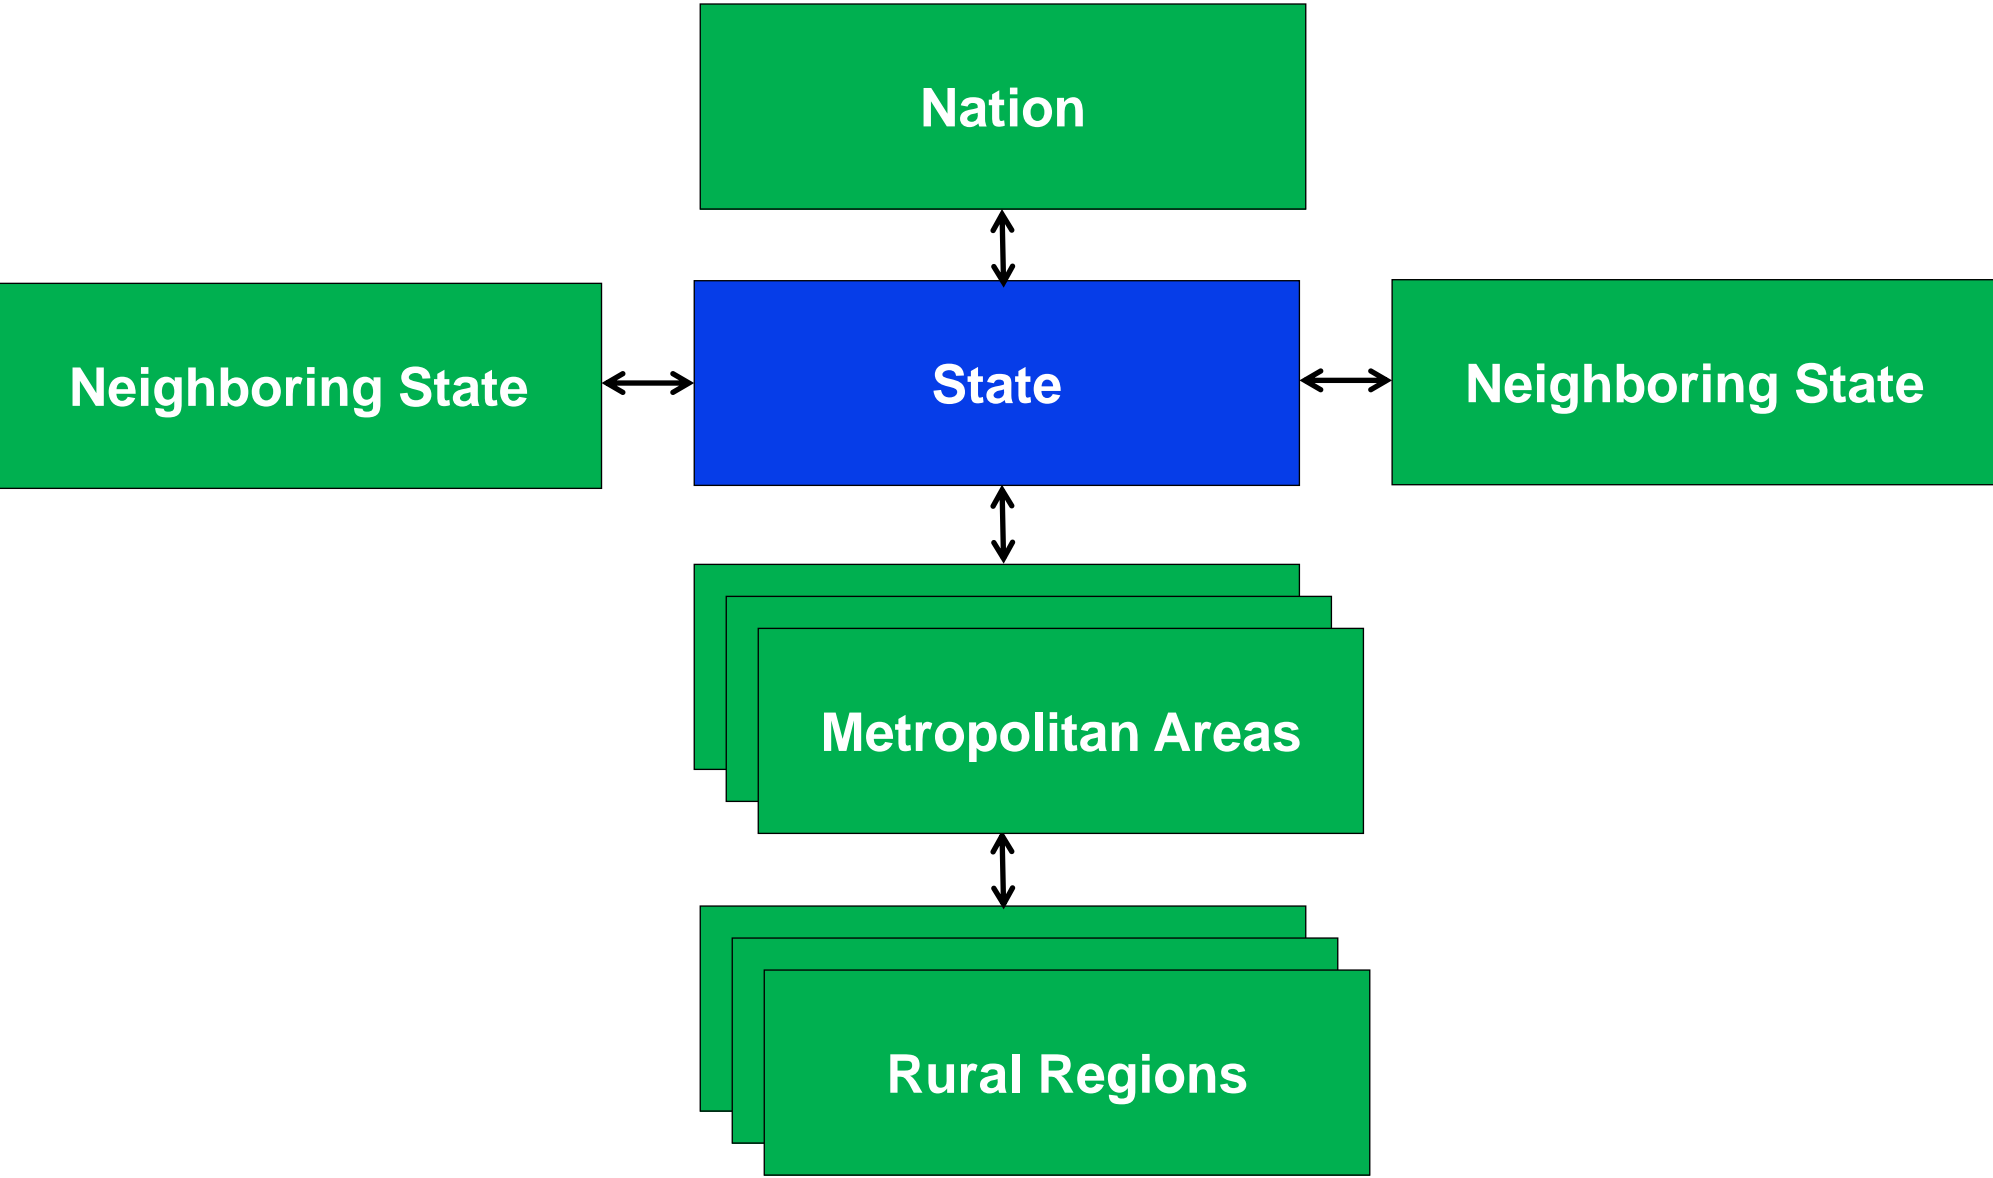 Nation
Neighboring State
State
Neighboring State
Metropolitan Areas
Rural Regions